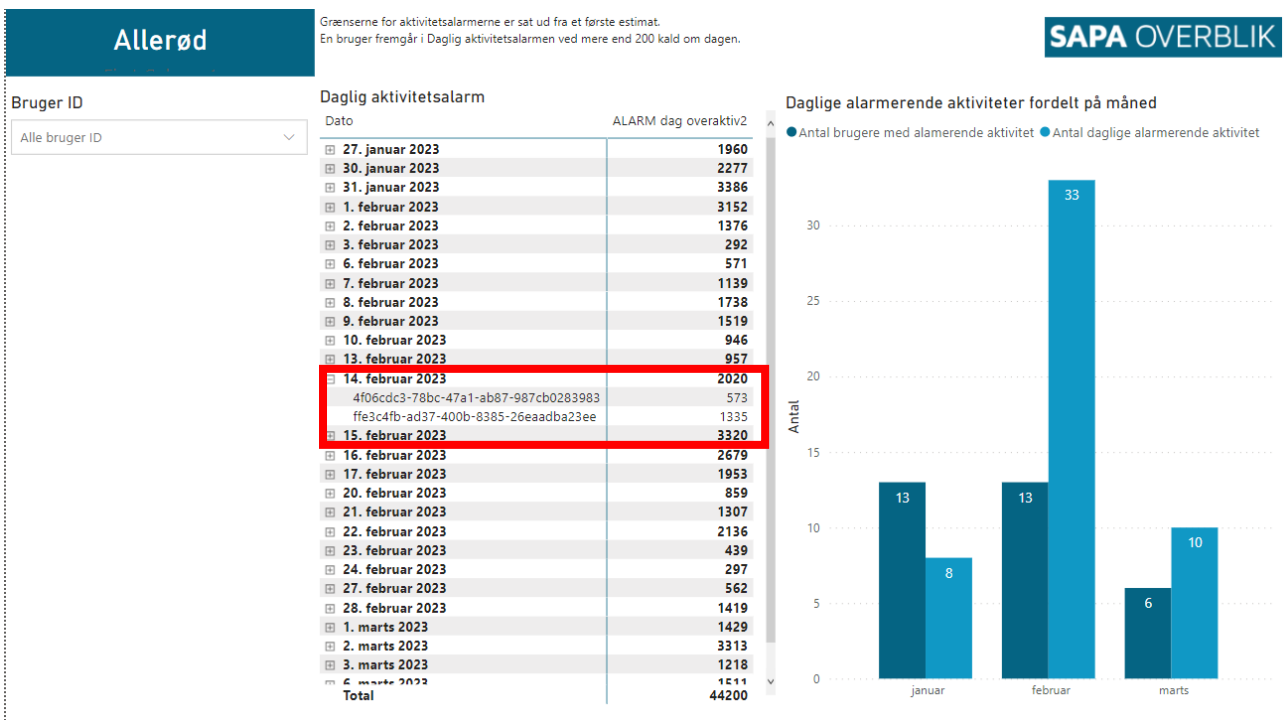 Allerød
Grænserne for aktivitetsalarmerne er sat ud fra et første estimat.
En bruger fremgår i Daglig aktivitetsalarmen ved mere end 200 kald om dagen.
SAPA OVERBLIK
Bruger ID
Alle bruger ID
Daglig aktivitetsalarm
Dato ALARM dag overaktiv2
27. januar 2023 1960
30. januar 2023 2277
31. januar 2023 3386
1. februar 2023 3152
2. februar 2023 1376
3. februar 2023 292
6. februar 2023 571
7. februar 2023 1139
8. februar 2023 1738
9. februar 2023 1519
10. februar 2023 946
13. februar 2023 957
14. februar 2023 2020
4f06cdc3-78bc-47a1-ab87-987cb0283983 573
ffe3c4fb-ad37-400b-8385-26eaadba23ee 1335
15. februar 2023 3320
16. februar 2023 2679
17. februar 2023 1953
20. februar 2023 859
21. februar 2023 1307
22. februar 2023 2136
23. februar 2023 439
24. februar 2023 297
27. februar 2023 562
28. februar 2023 1419
1. marts 2023 1429
2. marts 2023 3313
3. marts 2023 1218
6. marts 2023 1511
Total 44200
Daglige alarmerende aktiviteter fordelt på måned
Antal brugere med alamerende aktivitet Antal daglige alarmerende aktivitet
Antal
30
25
20
15
10
5
0
13
8
13
33
6
10
januar februar marts